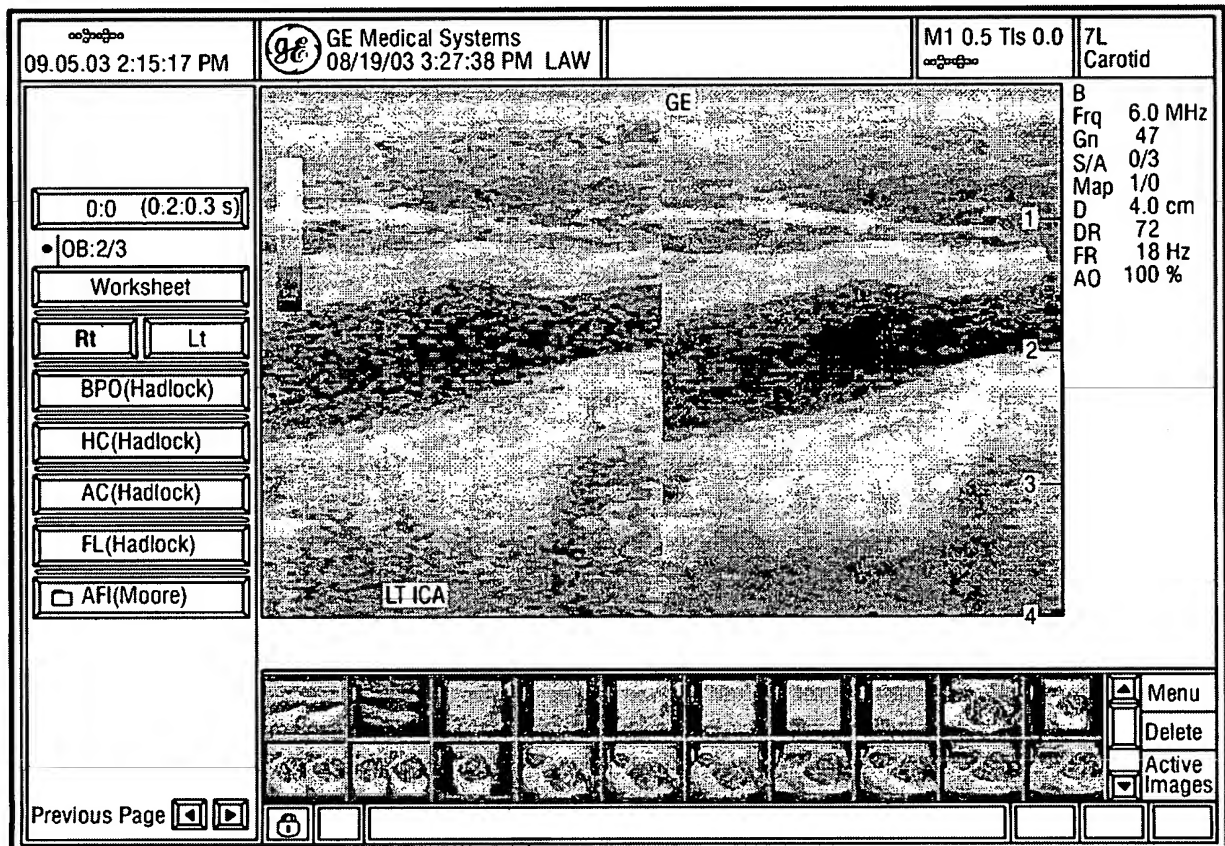 09.05.03 2:15:17 PM
GE
GE Medical Systems
08/19/03 3:27:38 PM LAW
M1 0.5 TIs 0.0
7L
Carotid
0:0 (0.2:0.3 s)
OB:2/3
Worksheet
Rt
Lt
BPO(Hadlock)
HC(Hadlock)
AC(Hadlock)
FL(Hadlock)
AFI(Moore)
Previous Page
GE
1
2
3
4
LT ICA
B
Frq 6.0 MHz
Gn 47
S/A 0/3
Map 1/0
D 4.0 cm
DR 72
FR 18 Hz
AO 100 %
Menu
Delete
Active
Images